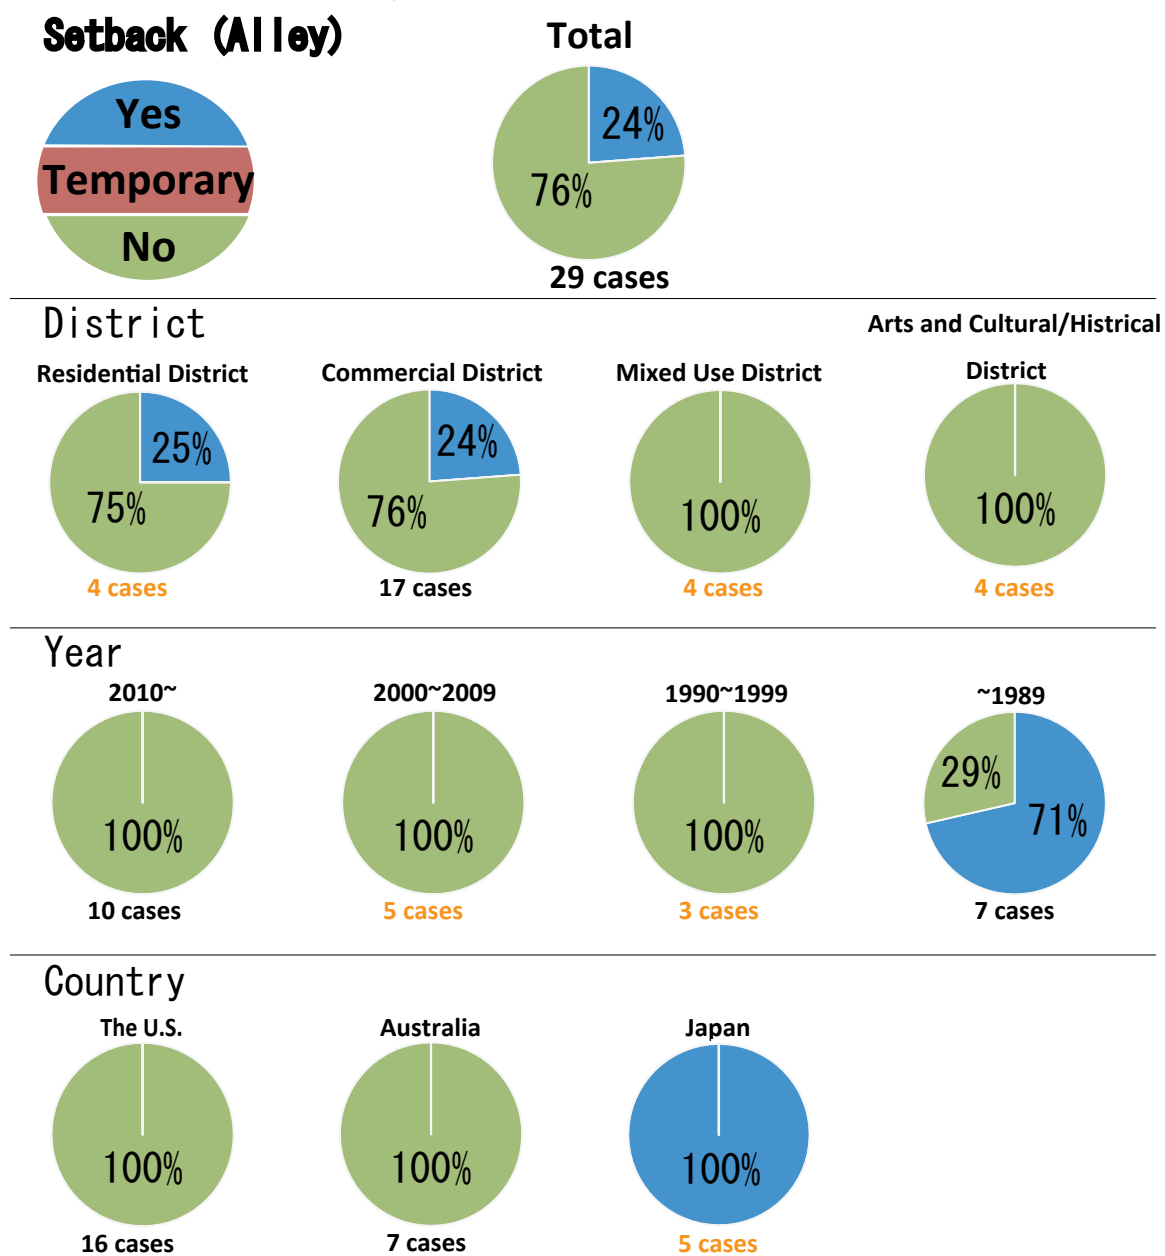 Setback (Alley)
Total
Yes
Temporary
No
24%
76%
29 cases
District
Arts and Cultural/Histrical
District
Residential District
Commercial District
Mixed Use District
25%
75%
24%
76%
100%
100%
4 cases
17 cases
4 cases
4 cases
Year
2010~
2000~2009
1990~1999
~1989
100%
100%
100%
29%
71%
10 cases
5 cases
3 cases
7 cases
Country
The U.S.
Australia
Japan
100%
100%
100%
16 cases
7 cases
5 cases